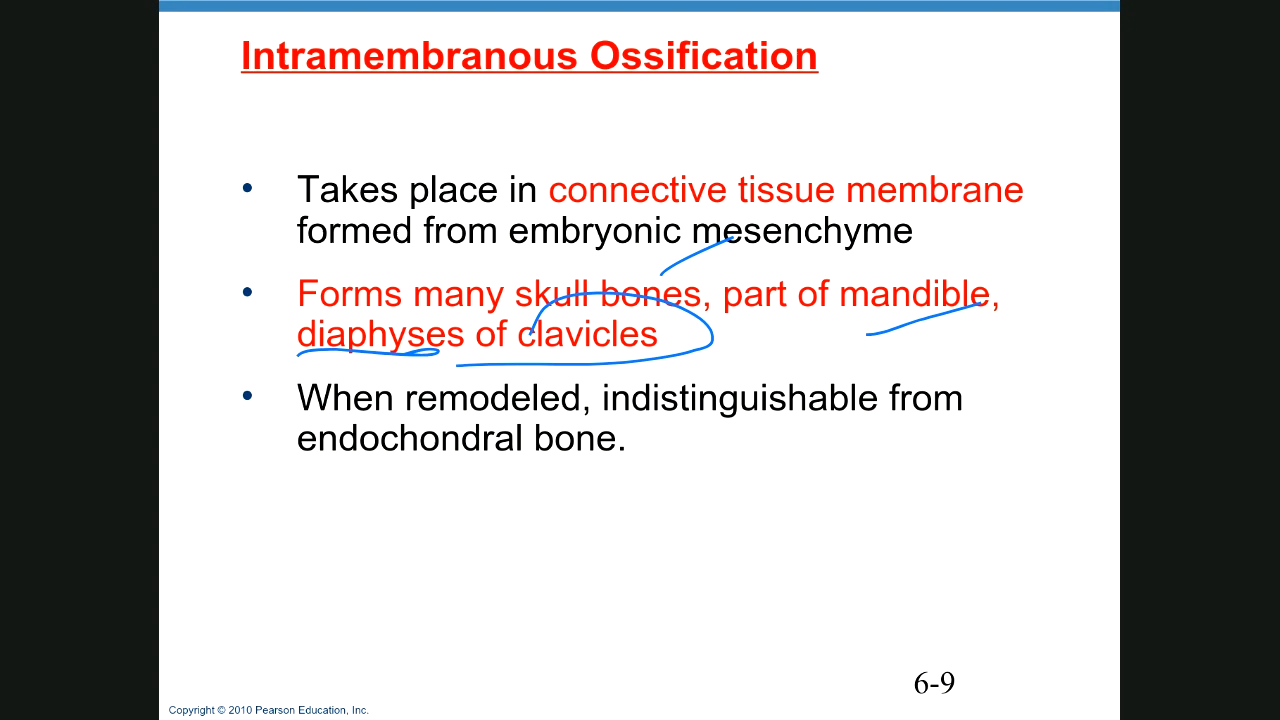 Intramembranous Ossification
• Takes place in connective tissue membrane
formed from embryonic mesenchyme
• Forms many skull bones, part of mandible,
diaphyses of clavicles
• When remodeled, indistinguishable from
endochondral bone.
6-9
Copyright © 2010 Pearson Education, Inc.